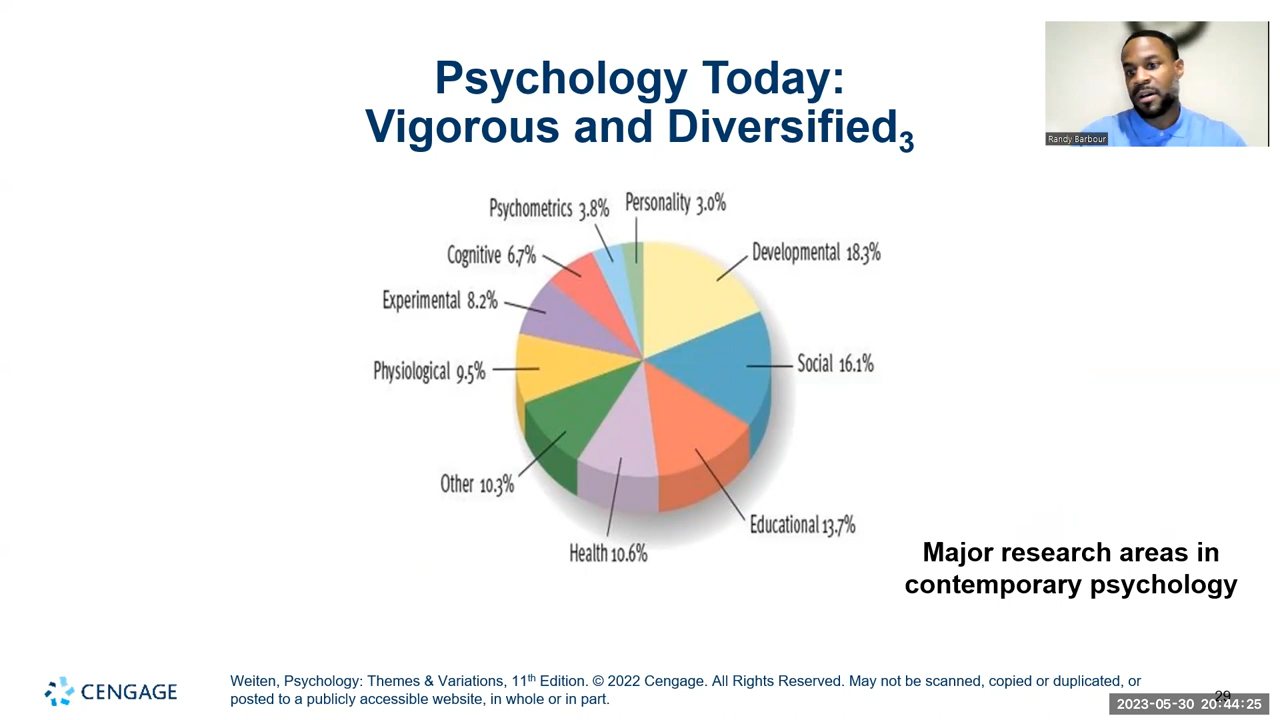 Psychology Today:
Vigorous and Diversified3
Randy Barbour
Psychometrics 3.8%
Personality 3.0%
Cognitive 6.7%
Developmental 18.3%
Experimental 8.2%
Social 16.1%
Physiological 9.5%
Other 10.3%
Educational 13.7%
Health 10.6%
Major research areas in
contemporary psychology
CENGAGE
Weiten, Psychology: Themes & Variations, 11th Edition. © 2022 Cengage. All Rights Reserved. May not be scanned, copied or duplicated, or
posted to a publicly accessible website, in whole or in part.
29
2023-05-30 20:44:25